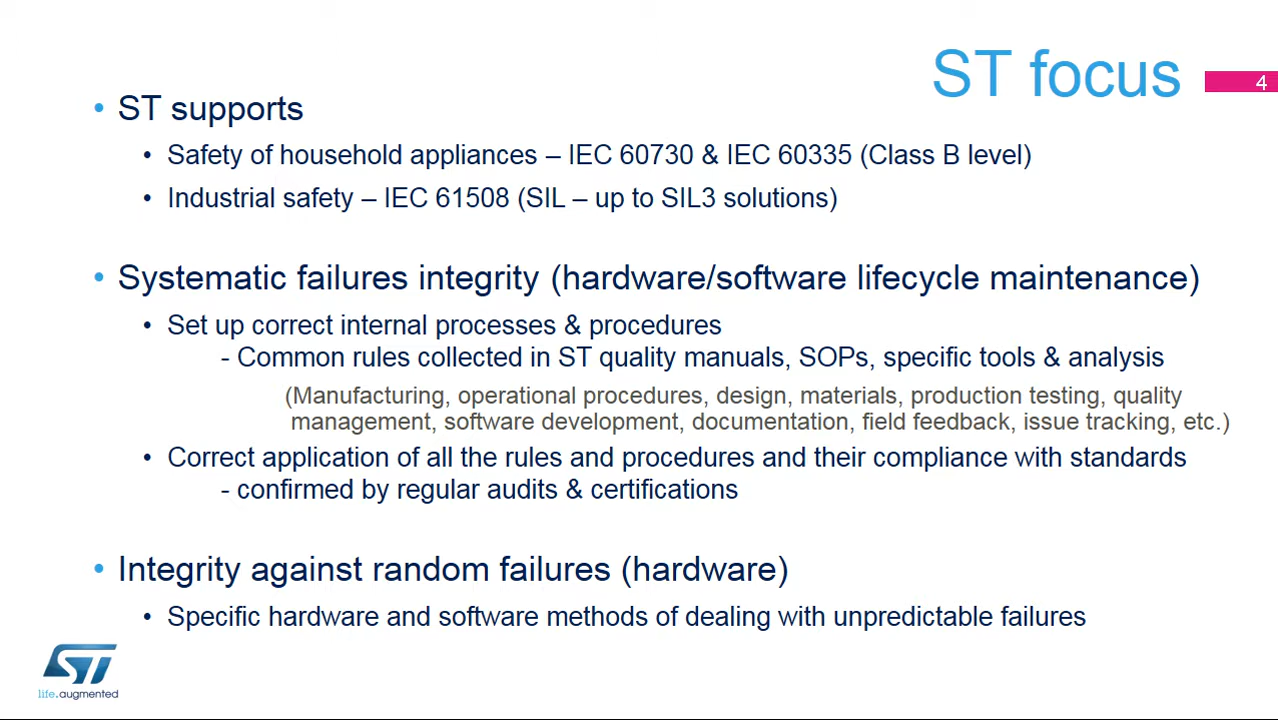 ST focus
4
• ST supports
• Safety of household appliances – IEC 60730 & IEC 60335 (Class B level)
• Industrial safety – IEC 61508 (SIL – up to SIL3 solutions)
• Systematic failures integrity (hardware/software lifecycle maintenance)
• Set up correct internal processes & procedures
- Common rules collected in ST quality manuals, SOPs, specific tools & analysis
(Manufacturing, operational procedures, design, materials, production testing, quality
management, software development, documentation, field feedback, issue tracking, etc.)
• Correct application of all the rules and procedures and their compliance with standards
- confirmed by regular audits & certifications
• Integrity against random failures (hardware)
• Specific hardware and software methods of dealing with unpredictable failures
ST
life.augmented